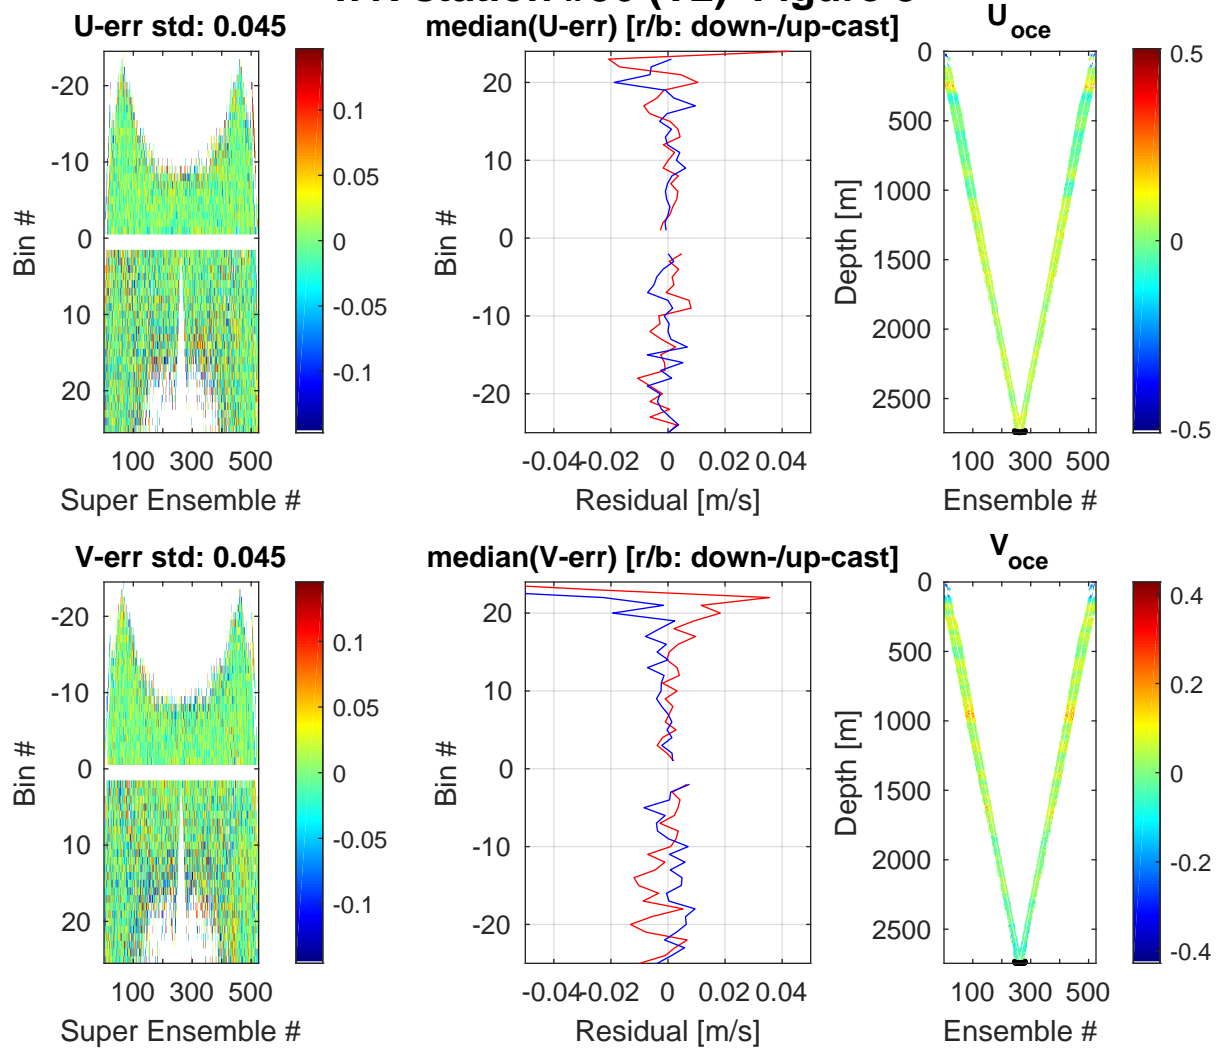 U-err std: 0.045
-20
-10
0
10
20
100 300 500
Super Ensemble #
Bin #
0.1
0.05
0
-0.05
-0.1
median(U-err) [r/b: down-/up-cast]
20
10
0
-10
-20
-0.04 -0.02 0 0.02 0.04
Residual [m/s]
Bin #
U oce
0
500
1000
1500
2000
2500
100 300 500
Ensemble #
Depth [m]
0.5
0
-0.5
V-err std: 0.045
-20
-10
0
10
20
100 300 500
Super Ensemble #
Bin #
0.1
0.05
0
-0.05
-0.1
median(V-err) [r/b: down-/up-cast]
20
10
0
-10
-20
-0.04 -0.02 0 0.02 0.04
Residual [m/s]
Bin #
V oce
0
500
1000
1500
2000
2500
100 300 500
Ensemble #
Depth [m]
0.4
0.2
0
-0.2
-0.4